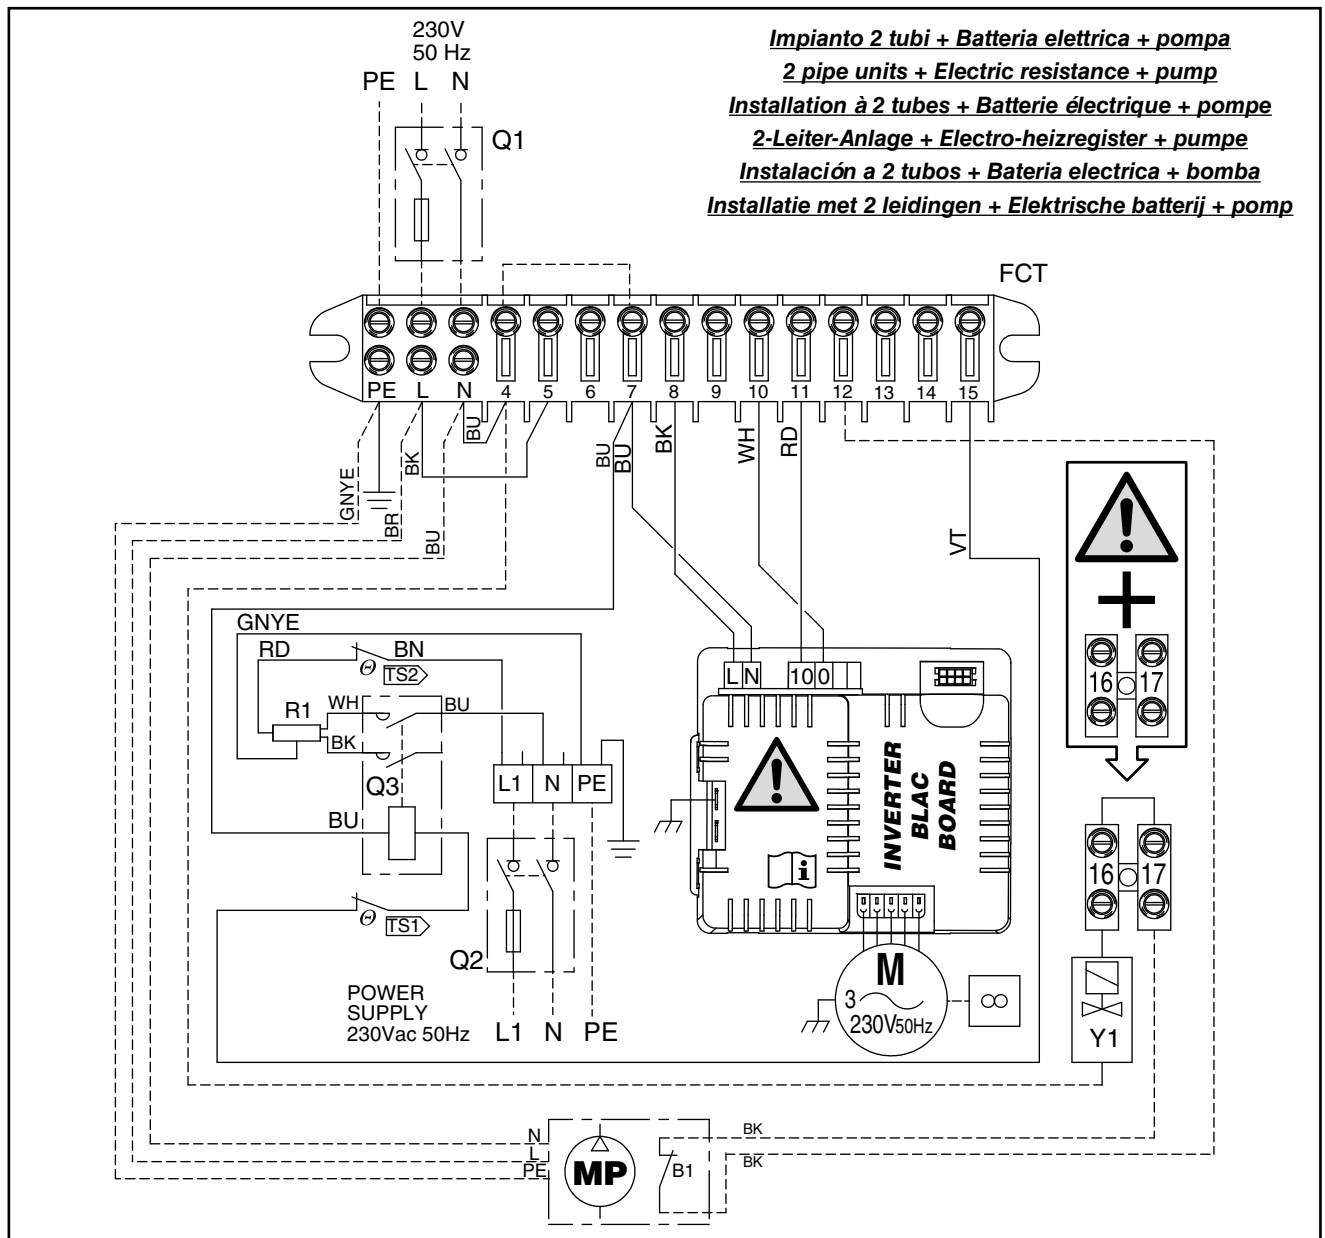 230V
50 Hz
PE L N
Q1
Impianto 2 tubi + Batteria elettrica + pompa
2 pipe units + Electric resistance + pump
Installation à 2 tubes + Batterie électrique + pompe
2-Leiter-Anlage + Electro-heizregister + pumpe
Instalación a 2 tubos + Bateria electrica + bomba
Installatie met 2 leidingen + Elektrische batterij + pomp
FCT
PE L N 4 5 6 7 8 9 10 11 12 13 14 15
GNYE
BR
BK
BU
BU
BU
BU
BK
WH
RD
VT
16 17
GNYE
RD
BN
TS2
R1
WH
BK
BU
Q3
BU
L1 N PE
TS1
Q2
POWER
SUPPLY
230Vac 50Hz
L1 N PE
L N
10 0
INVERTER
BLAC
BOARD
i
M
3
230V50Hz
8
16 17
Y1
N
L
PE
MP
B1
BK
BK